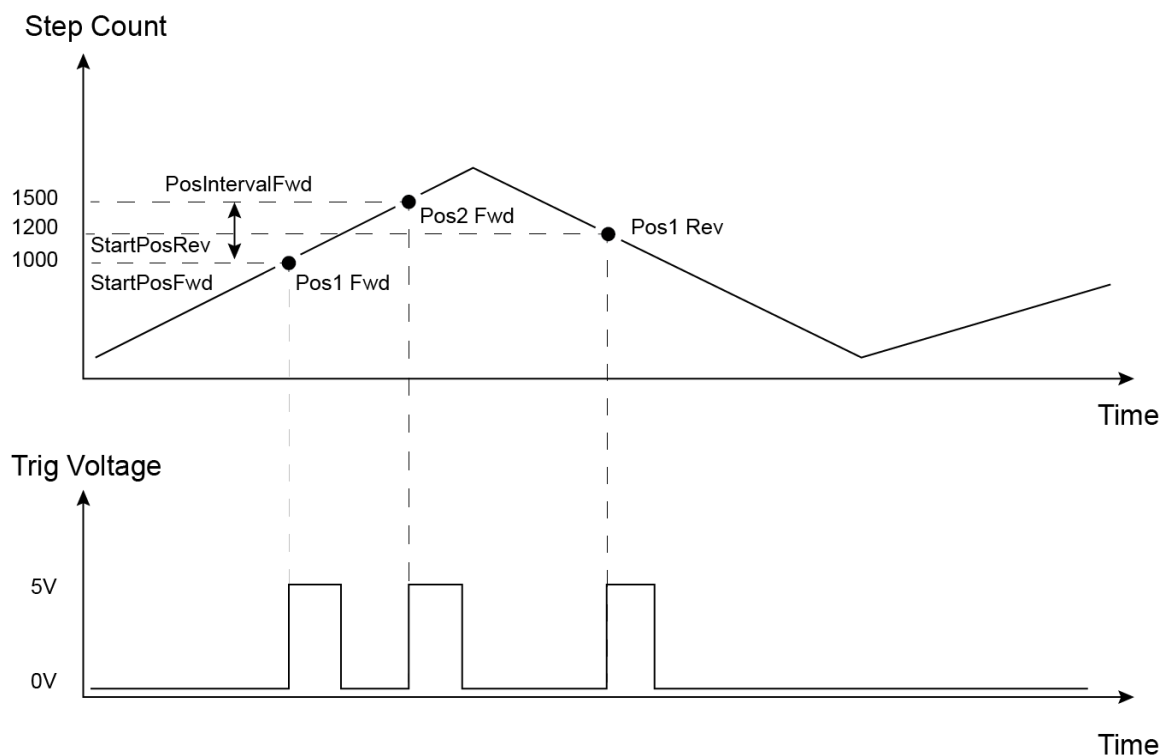 Step Count
PosIntervalFwd
1500
Pos2 Fwd
1200
Pos1 Rev
StartPosRev
1000
StartPosFwd
Pos1 Fwd
Time
Trig Voltage
5V
0V
Time